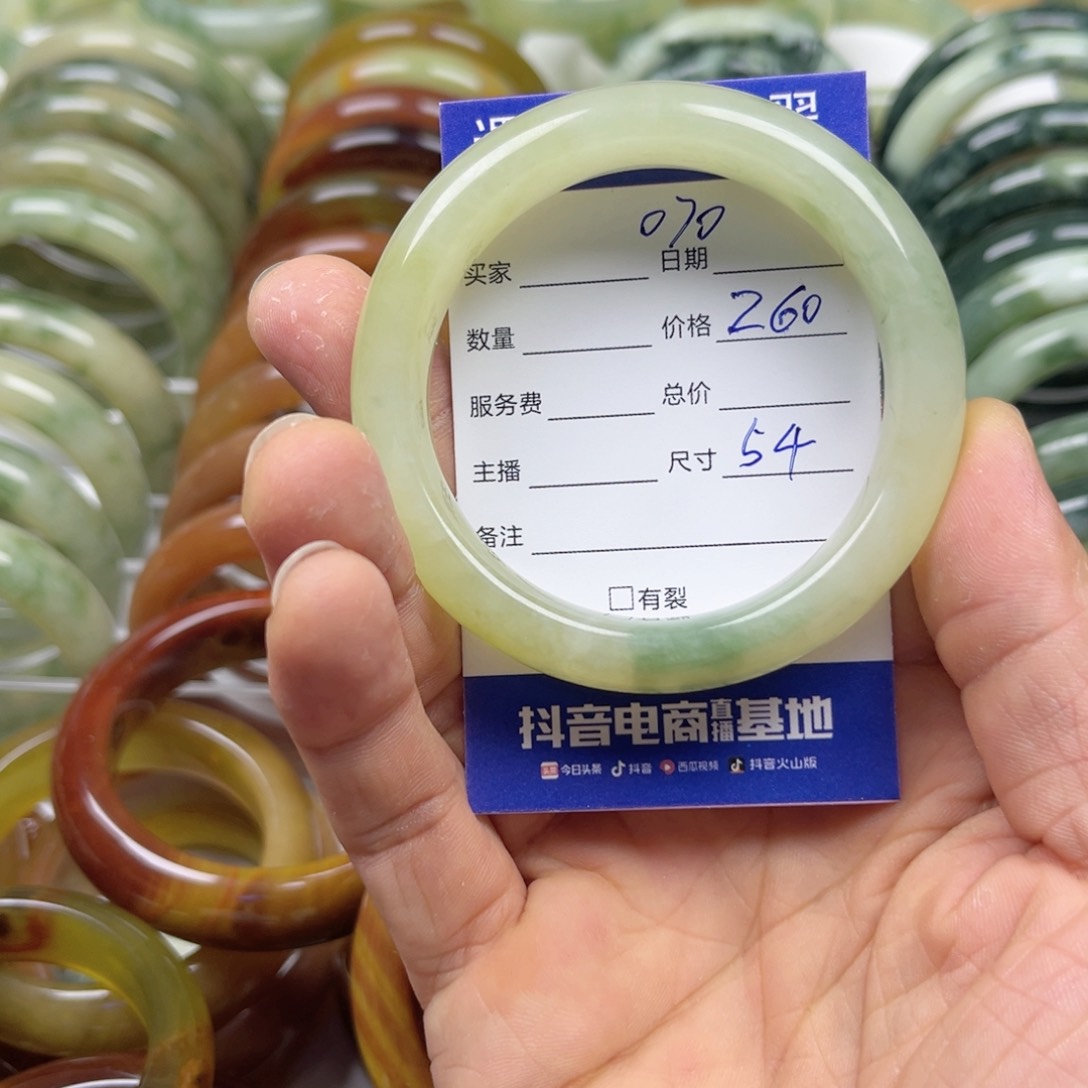 070
买家 日期
数量 价格 260
服务费 总价
主播 尺寸 54
备注
□有裂
抖音电商直播基地
头条 今日头条 抖音 西瓜视频 抖音火山版